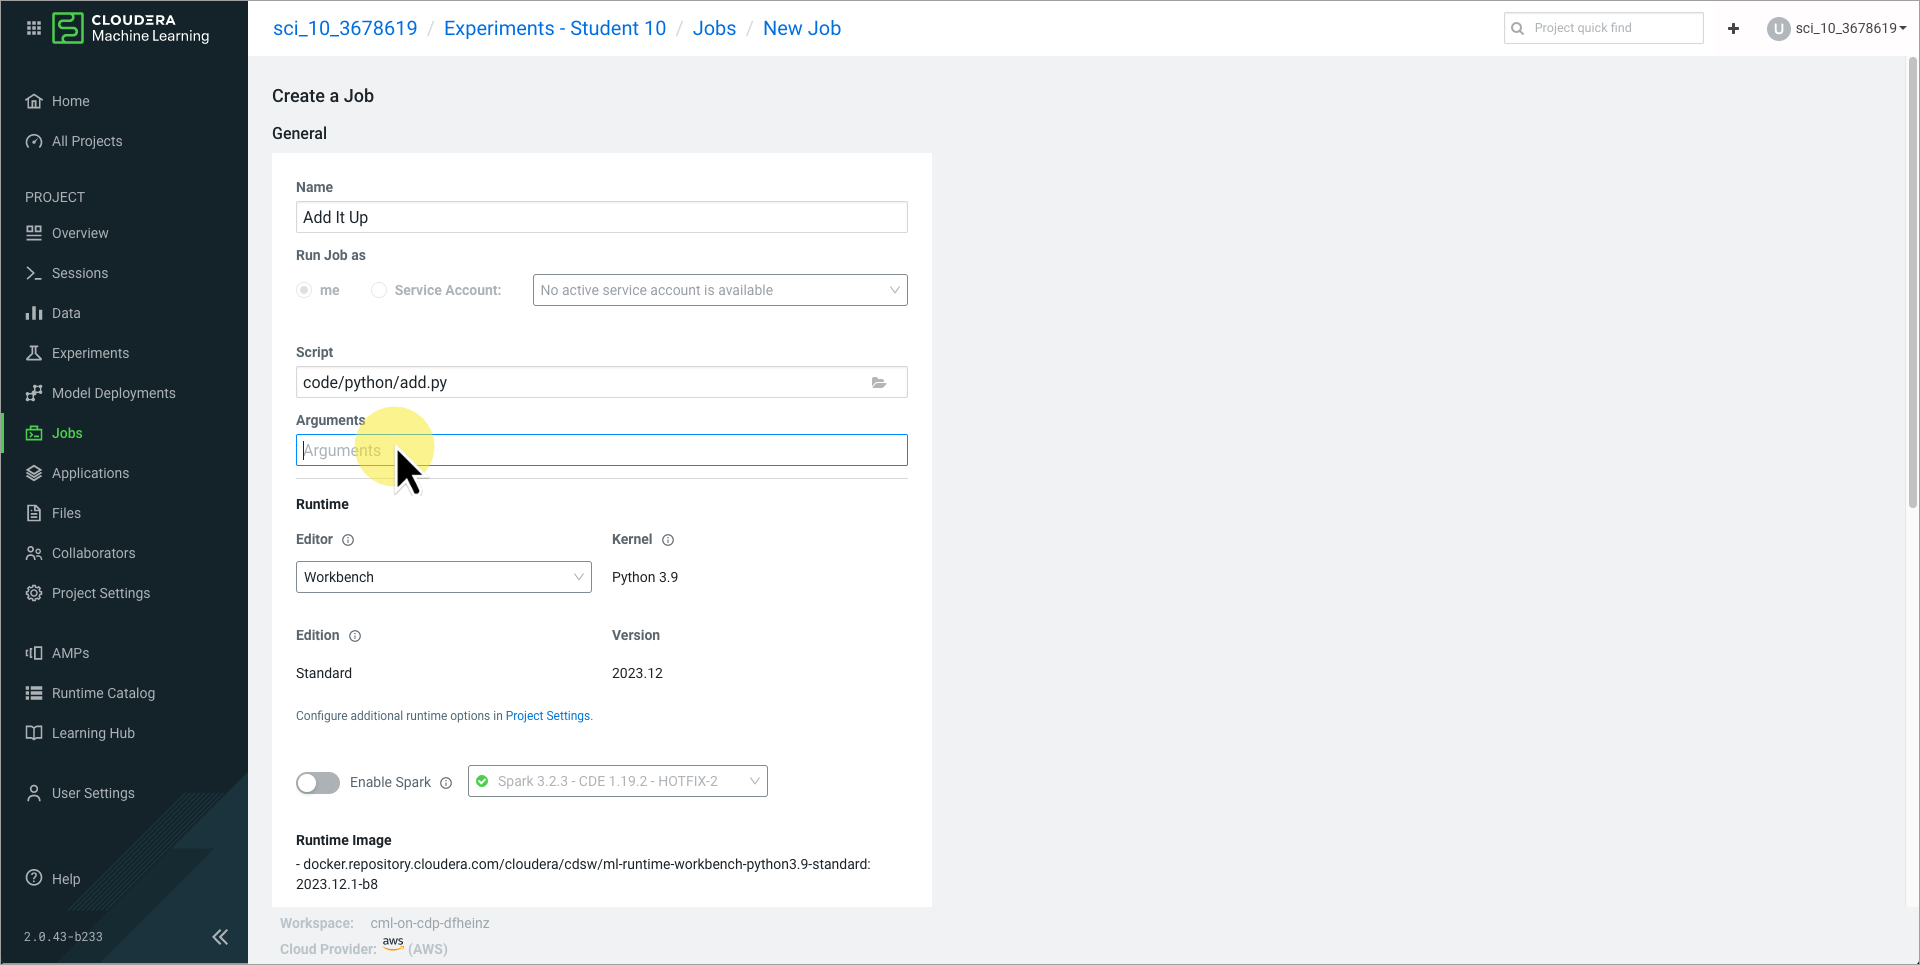 CLOUDERA
Machine Learning
sci_10_3678619 / Experiments - Student 10 / Jobs / New Job
Project quick find
U sci_10_3678619
Home
All Projects
PROJECT
Overview
Sessions
Data
Experiments
Model Deployments
Jobs
Applications
Files
Collaborators
Project Settings
AMPs
Runtime Catalog
Learning Hub
User Settings
Help
2.0.43-b233
Create a Job
General
Name
Add It Up
Run Job as
me Service Account: No active service account is available
Script
code/python/add.py
Arguments
Arguments
Runtime
Editor Kernel
Workbench Python 3.9
Edition Version
Standard 2023.12
Configure additional runtime options in Project Settings.
Enable Spark Spark 3.2.3 - CDE 1.19.2 - HOTFIX-2
Runtime Image
- docker.repository.cloudera.com/cloudera/cdsw/ml-runtime-workbench-python3.9-standard:
2023.12.1-b8
Workspace: cml-on-cdp-dfheinz
Cloud Provider: aws (AWS)